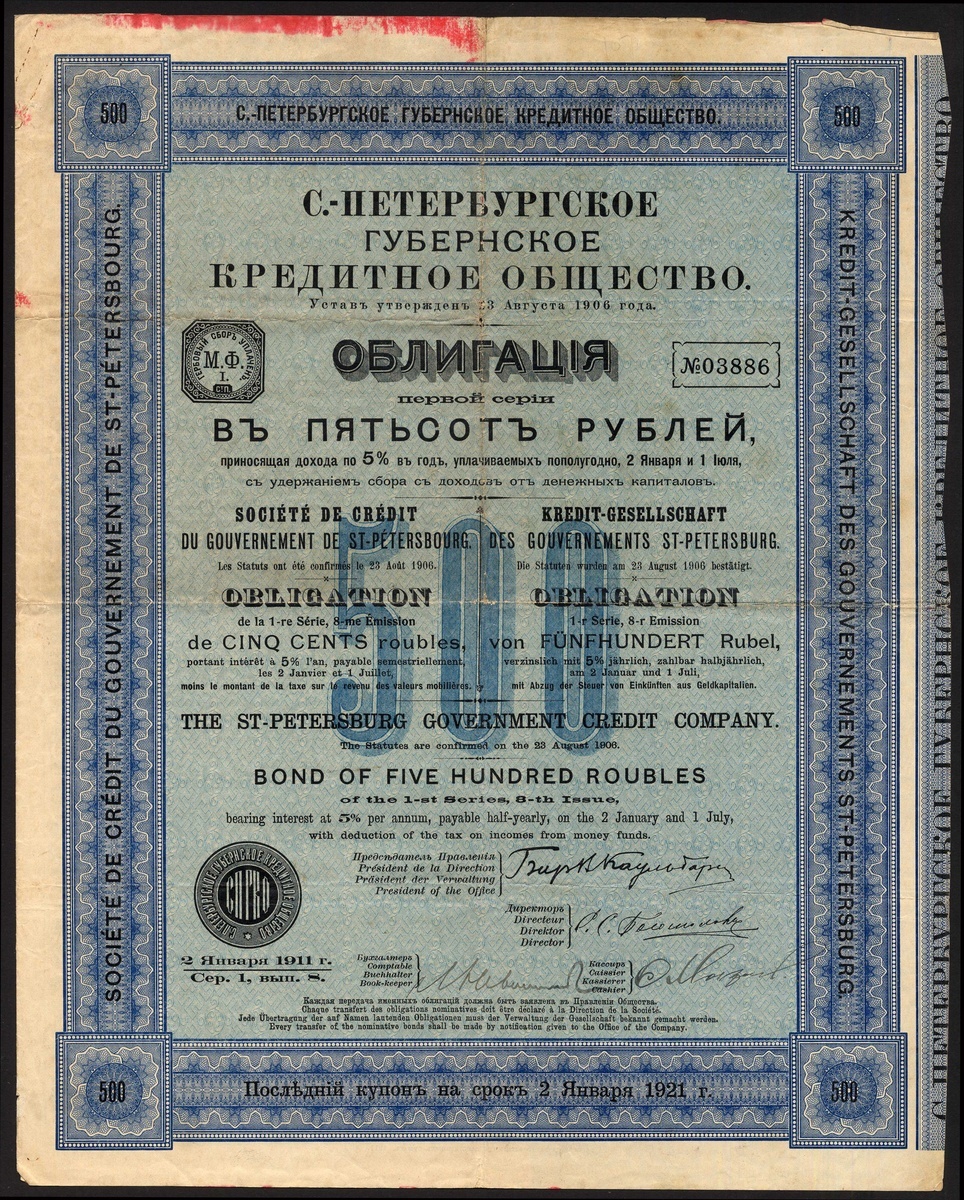 500
С.-ПЕТЕРБУРГСКОЕ ГУБЕРНСКОЕ КРЕДИТНОЕ ОБЩЕСТВО.
500
SOCIÉTÉ DE CRÉDIT DU GOUVERNEMENT DE ST-PÉTERSBOURG.
KREDIT-GESELLSCHAFT DES GOUVERNEMENTS ST-PETERSBURG.
С.-ПЕТЕРБУРГСКОЕ
ГУБЕРНСКОЕ
КРЕДИТНОЕ ОБЩЕСТВО.
Уставъ утвержденъ 23 Августа 1906 года.
ГЕРБОВЫЙ СБОРЪ УПЛАЧЕНЪ
М.Ф.
I.
СПБ.
ОБЛИГАЦІЯ
№03886
первой серіи
ВЪ ПЯТЬСОТЪ РУБЛЕЙ,
приносящая дохода по 5% въ годъ, уплачиваемыхъ пополугодно, 2 Января и 1 Іюля,
съ удержаніемъ сбора съ доходовъ отъ денежныхъ капиталовъ.
500
SOCIÉTÉ DE CRÉDIT
DU GOUVERNEMENT DE ST-PÉTERSBOURG.
Les Statuts ont été confirmés le 23 Août 1906.
OBLIGATION
de la 1-re Série, 8-me Emission
de CINQ CENTS roubles,
portant intérêt à 5% l'an, payable semestriellement,
les 2 Janvier et 1 Juillet,
moins le montant de la taxe sur le revenu des valeurs mobilières.
KREDIT-GESELLSCHAFT
DES GOUVERNEMENTS ST-PETERSBURG.
Die Statuten wurden am 23 August 1906 bestätigt.
OBLIGATION
1-r Serie, 8-r Emission
von FÜNFHUNDERT Rubel,
verzinslich mit 5% jährlich, zahlbar halbjährlich,
am 2 Januar und 1 Juli,
mit Abzug der Steuer von Einkünften aus Geldkapitalien.
THE ST-PETERSBURG GOVERNMENT CREDIT COMPANY.
The Statutes are confirmed on the 23 August 1906.
BOND OF FIVE HUNDRED ROUBLES
of the 1-st Series, 8-th Issue,
bearing interest at 5% per annum, payable half-yearly, on the 2 January and 1 July,
with deduction of the tax on incomes from money funds.
Предсѣдатель Правленія
Président de la Direction
Präsident der Verwaltung
President of the Office
Директоръ
Directeur
Direktor
Director
2 Января 1911 г.
Сер. 1, вып. 8.
Бухгалтеръ
Comptable
Buchhalter
Book-keeper
Кассиръ
Caissier
Kassierer
Cashier
Каждая передача именныхъ облигацій должна быть заявлена въ Правленіи Общества.
Chaque transfert des obligations nominatives doit être déclaré à la Direction de la Société.
Jede Übertragung der auf Namen lautenden Obligationen muss der Verwaltung der Gesellschaft bekannt gemacht werden.
Every transfer of the nominative bonds shall be made by notification given to the Office of the Company.
500
Послѣдній купонъ на срокъ 2 Января 1921 г.
500